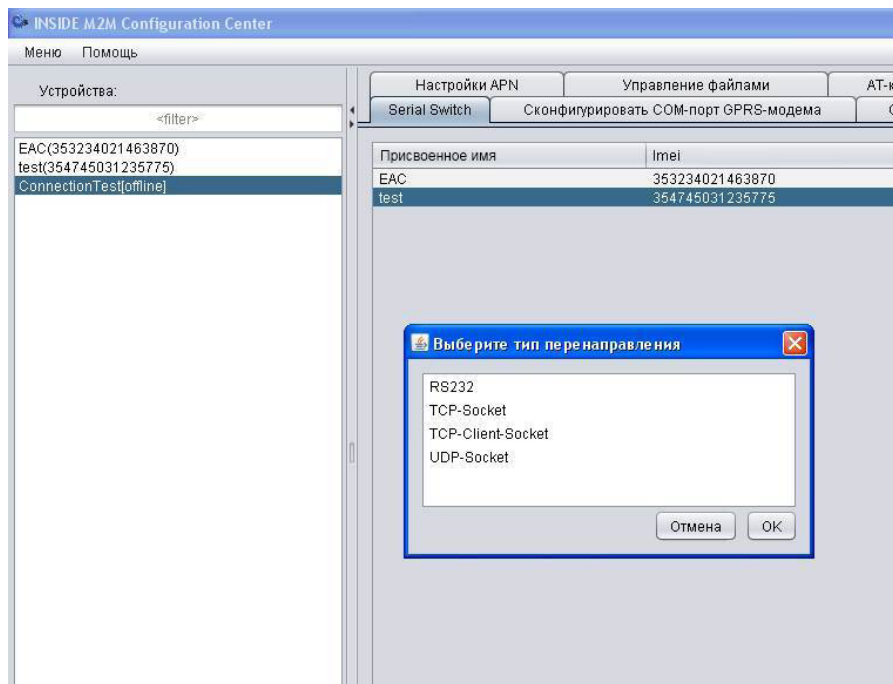 INSIDE M2M Configuration Center
Меню Помощь
Устройства:
<filter>
EAC(353234021463870)
test(354745031235775)
ConnectionTest[offline]
Настройки APN Управление файлами
Serial Switch Сконфигурировать COM-порт GPRS-модема
Присвоенное имя Imei
EAC 353234021463870
test 354745031235775
Выберите тип перенаправления
RS232
TCP-Socket
TCP-Client-Socket
UDP-Socket
Отмена OK